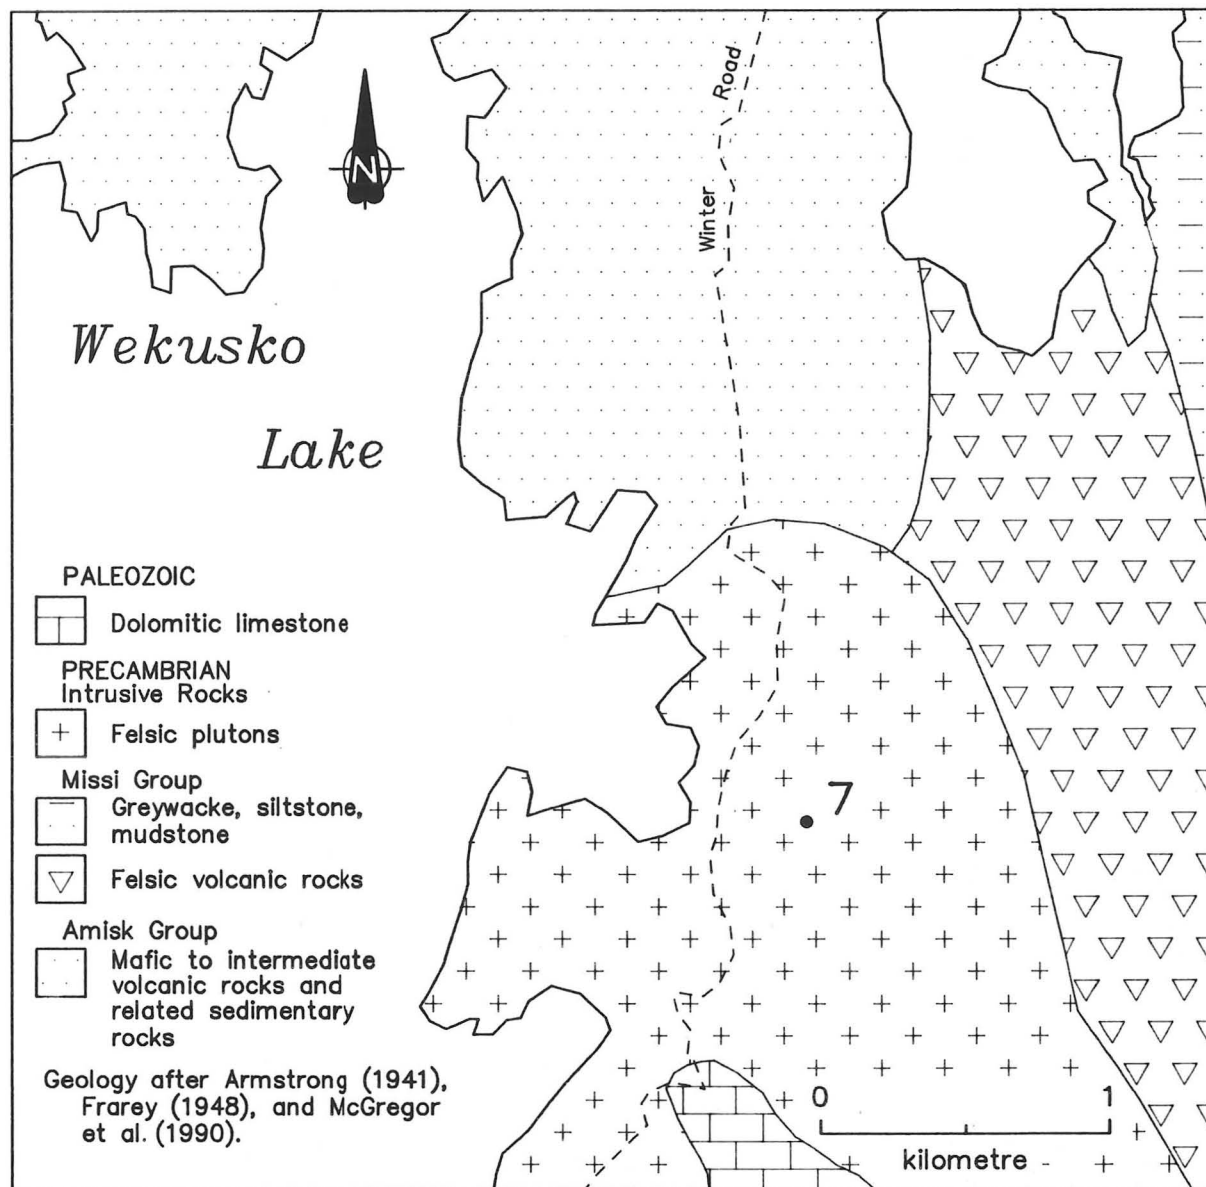 Road
N
Winter
Wekusko
Lake
PALEOZOIC
Dolomitic limestone
PRECAMBRIAN
Intrusive Rocks
Felsic plutons
Missi Group
Greywacke, siltstone,
mudstone
Felsic volcanic rocks
Amisk Group
Mafic to intermediate
volcanic rocks and
related sedimentary
rocks
Geology after Armstrong (1941),
Frarey (1948), and McGregor
et al. (1990).
7
0 1
kilometre